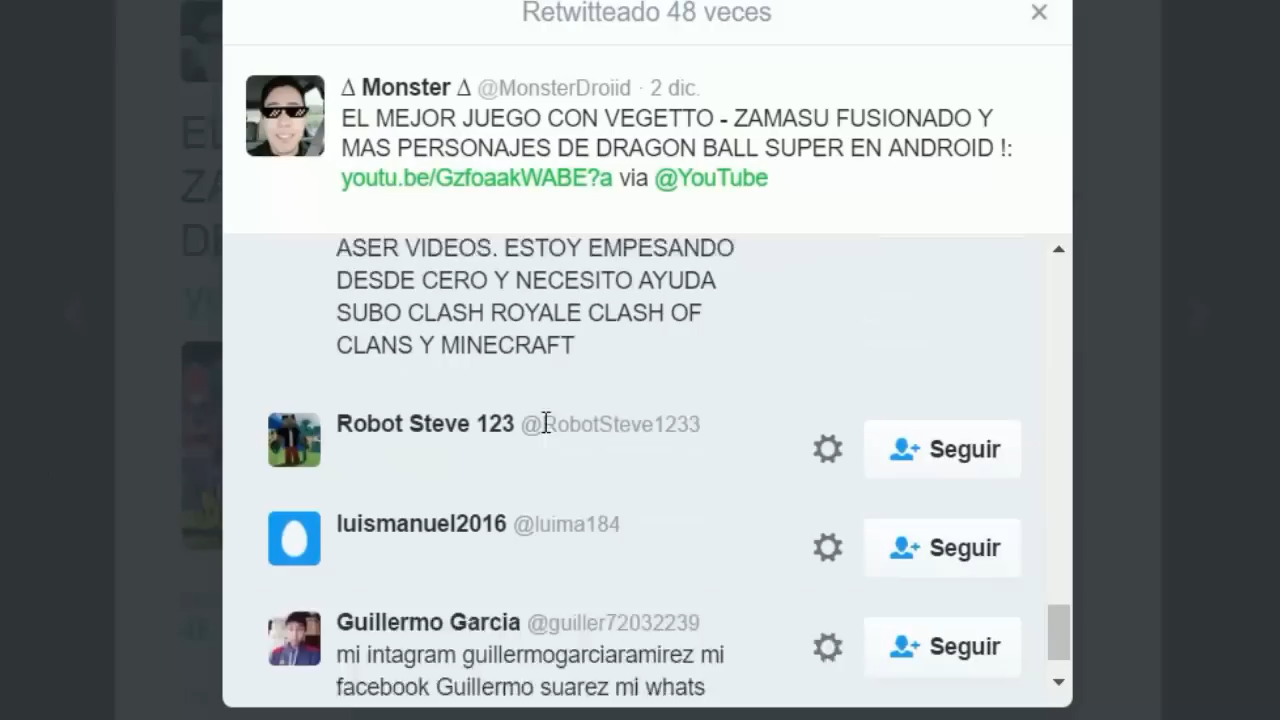 Retwitteado 48 veces
Δ Monster Δ @MonsterDroiid · 2 dic.
EL MEJOR JUEGO CON VEGETTO - ZAMASU FUSIONADO Y
MAS PERSONAJES DE DRAGON BALL SUPER EN ANDROID !:
youtu.be/GzfoaakWABE?a via @YouTube
ASER VIDEOS. ESTOY EMPESANDO
DESDE CERO Y NECESITO AYUDA
SUBO CLASH ROYALE CLASH OF
CLANS Y MINECRAFT
Robot Steve 123 @RobotSteve1233
Seguir
luismanuel2016 @luima184
Seguir
Guillermo Garcia @guiller72032239
Seguir
mi intagram guillermogarciaramirez mi
facebook Guillermo suarez mi whats